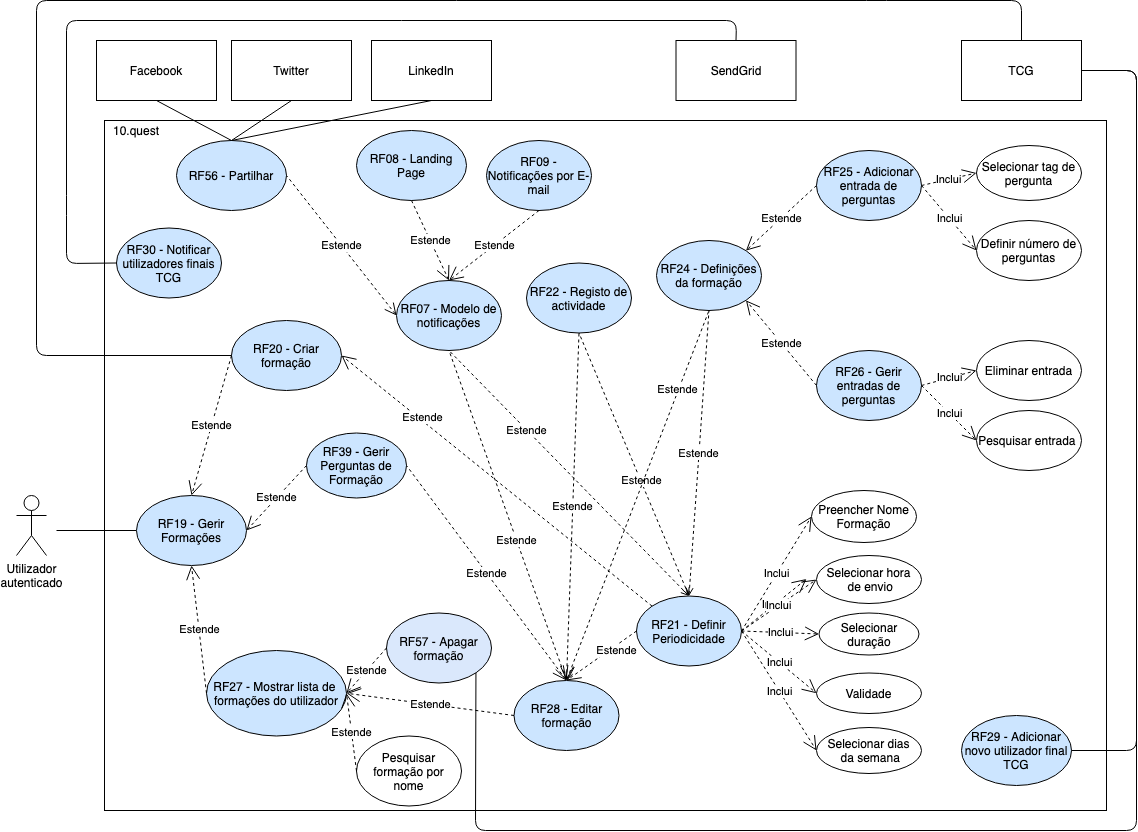 Facebook
Twitter
LinkedIn
SendGrid
TCG
10.quest
RF56 - Partilhar
RF08 - Landing
Page
RF09 -
Notificações por E-
mail
RF25 - Adicionar
entrada de
perguntas
Inclui
Selecionar tag de
pergunta
Inclui
Estende
Estende
Estende
Estende
RF30 - Notificar
utilizadores finais
TCG
Definir número de
perguntas
RF24 - Definições
da formação
RF22 - Registo de
actividade
RF07 - Modelo de
notificações
RF20 - Criar
formação
Estende
RF26 - Gerir
entradas de
perguntas
Inclui
Eliminar entrada
Estende
Inclui
Estende
Estende
Estende
Pesquisar entrada
RF39 - Gerir
Perguntas de
Formação
Estende
Estende
Estende
Estende
Preencher Nome
Formação
RF19 - Gerir
Formações
Estende
Utilizador
autenticado
Estende
Inclui
Selecionar hora
de envio
Inclui
Inclui
Estende
RF21 - Definir
Periodicidade
Inclui
Selecionar
duração
RF57 - Apagar
formação
Estende
Inclui
Estende
RF27 - Mostrar lista de
formações do utilizador
Inclui
Validade
Estende
RF28 - Editar
formação
Estende
Selecionar dias
da semana
RF29 - Adicionar
novo utilizador final
TCG
Pesquisar
formação por
nome